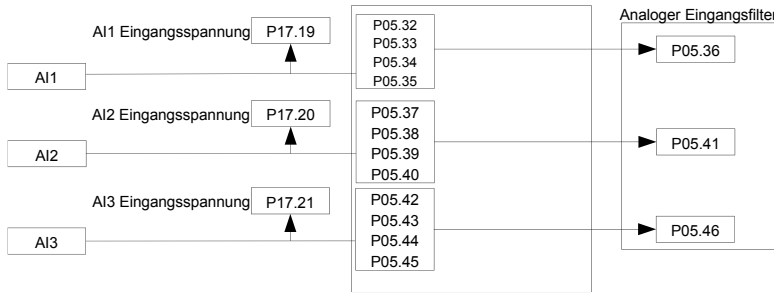 Analoger Eingangsfilter
AI1 Eingangsspannung P17.19
P05.32
P05.33
P05.34
P05.35
P05.36
AI1
AI2 Eingangsspannung P17.20
P05.37
P05.38
P05.39
P05.40
P05.41
AI2
AI3 Eingangsspannung P17.21
P05.42
P05.43
P05.44
P05.45
P05.46
AI3